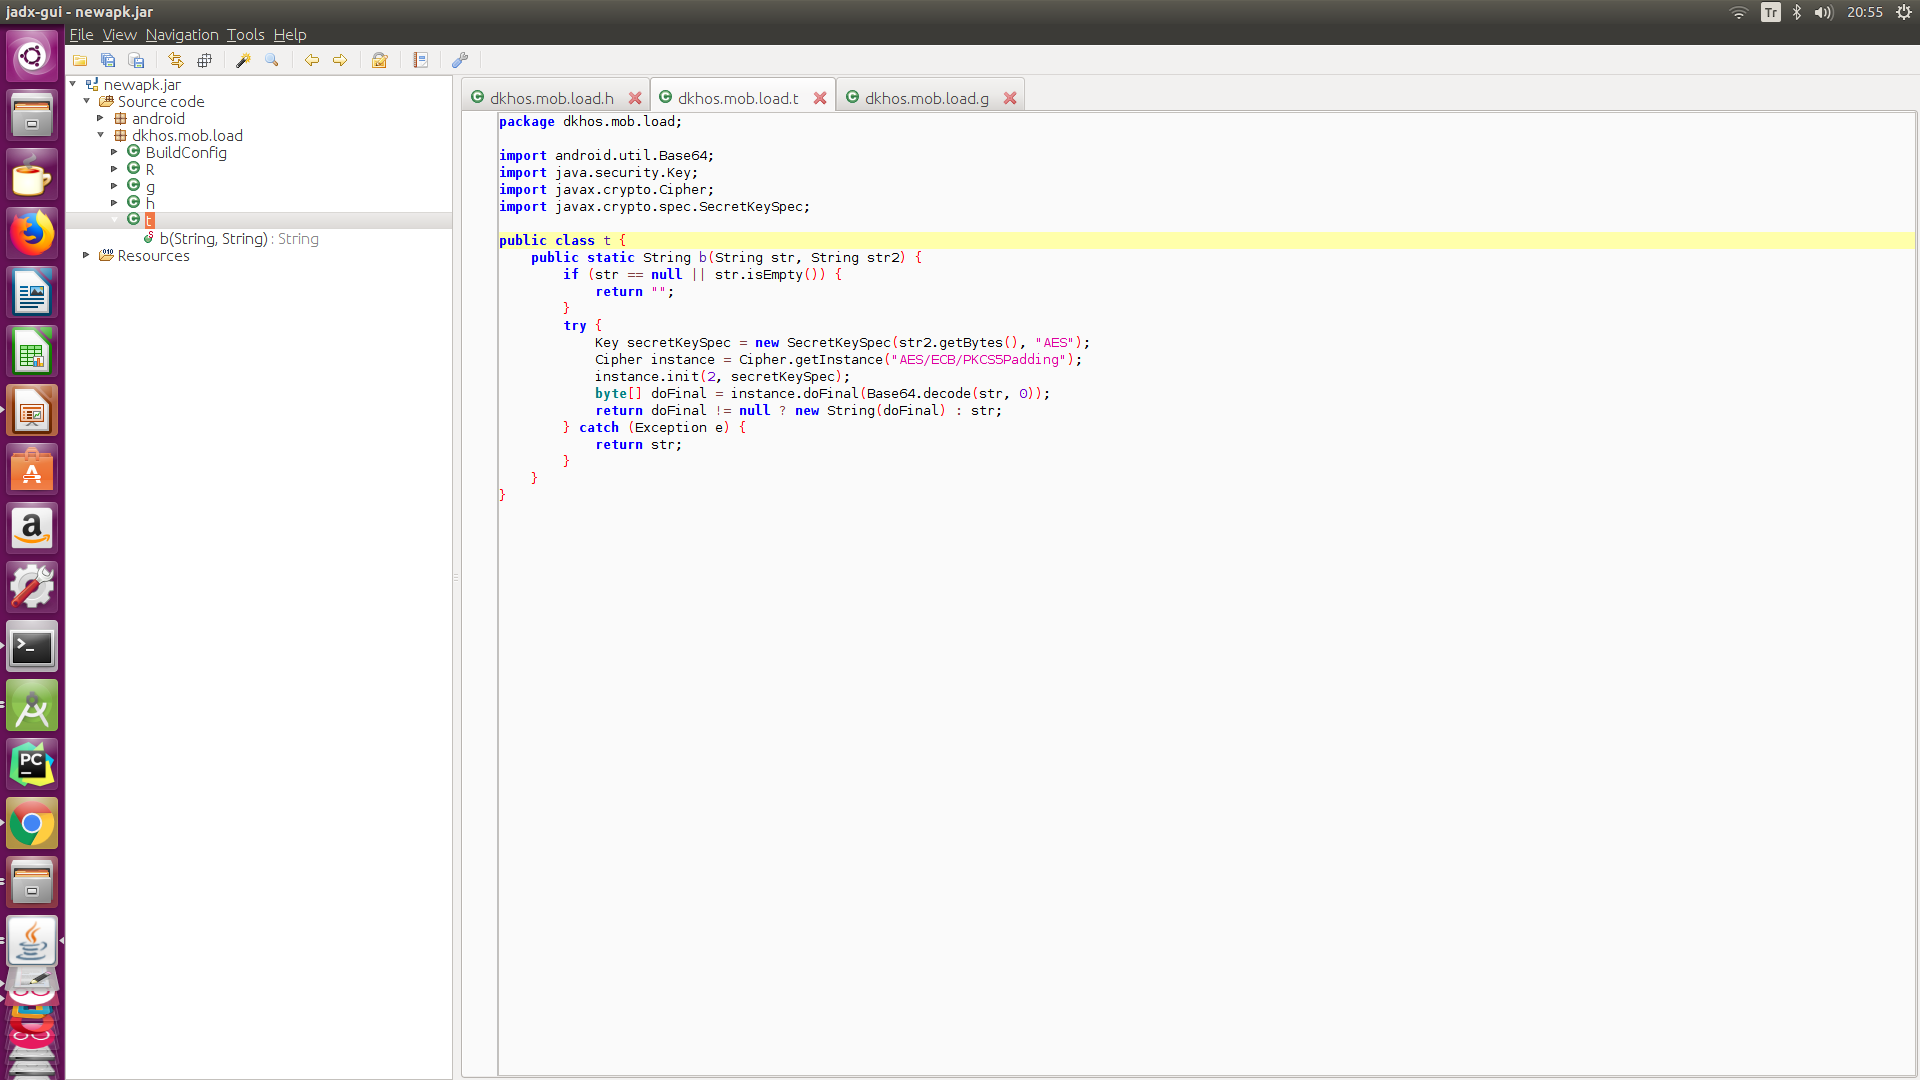 jadx-gui - newapk.jar
Tr
20:55
File View Navigation Tools Help
newapk.jar
Source code
android
dkhos.mob.load
BuildConfig
R
g
h
t
b(String, String) : String
Resources
dkhos.mob.load.h
dkhos.mob.load.t
dkhos.mob.load.g
package dkhos.mob.load;
import android.util.Base64;
import java.security.Key;
import javax.crypto.Cipher;
import javax.crypto.spec.SecretKeySpec;
public class t {
public static String b(String str, String str2) {
if (str == null || str.isEmpty()) {
return "";
}
try {
Key secretKeySpec = new SecretKeySpec(str2.getBytes(), "AES");
Cipher instance = Cipher.getInstance("AES/ECB/PKCS5Padding");
instance.init(2, secretKeySpec);
byte[] doFinal = instance.doFinal(Base64.decode(str, 0));
return doFinal != null ? new String(doFinal) : str;
} catch (Exception e) {
return str;
}
}
}
A
a
>_
PC